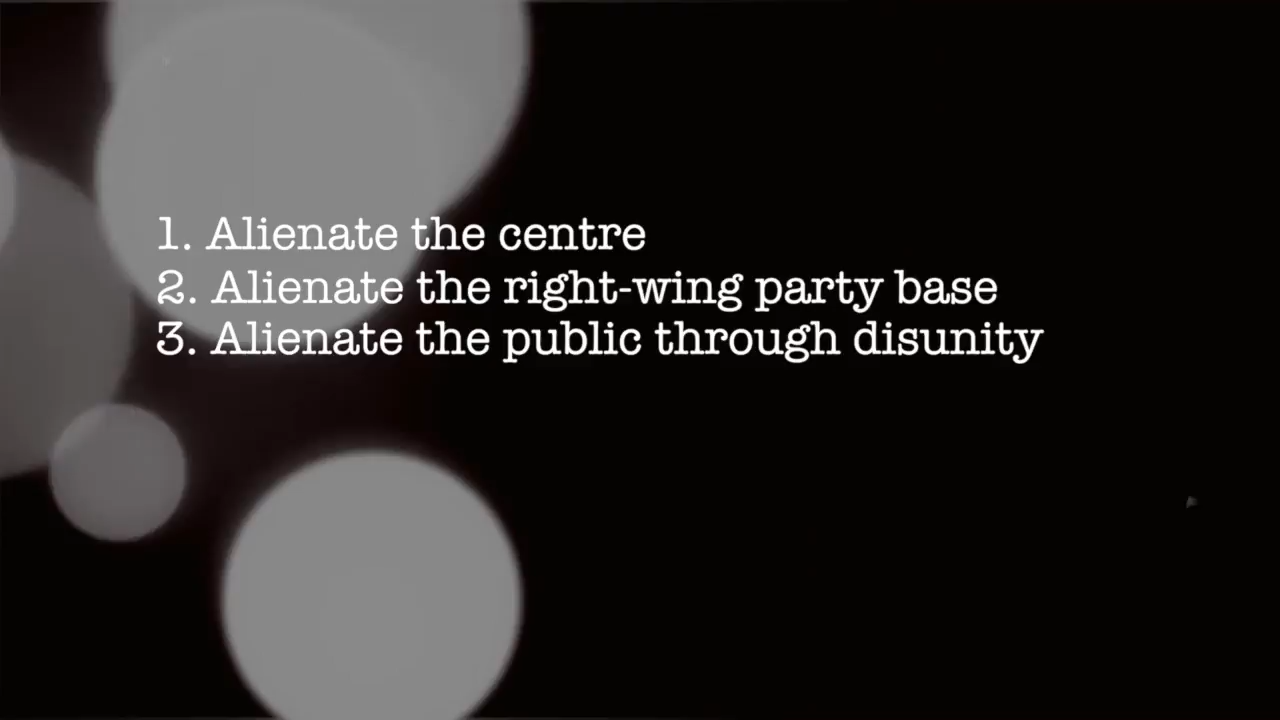 1. Alienate the centre
2. Alienate the right-wing party base
3. Alienate the public through disunity